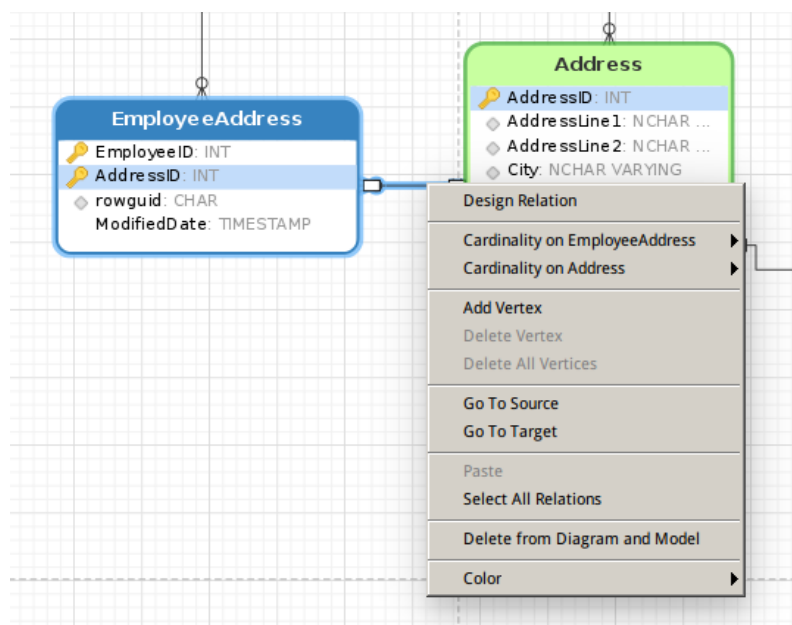 EmployeeAddress
EmployeeID: INT
AddressID: INT
rowguid: CHAR
ModifiedDate: TIMESTAMP
Address
AddressID: INT
AddressLine1: NCHAR ...
AddressLine2: NCHAR ...
City: NCHAR VARYING
Design Relation
Cardinality on EmployeeAddress
Cardinality on Address
Add Vertex
Delete Vertex
Delete All Vertices
Go To Source
Go To Target
Paste
Select All Relations
Delete from Diagram and Model
Color